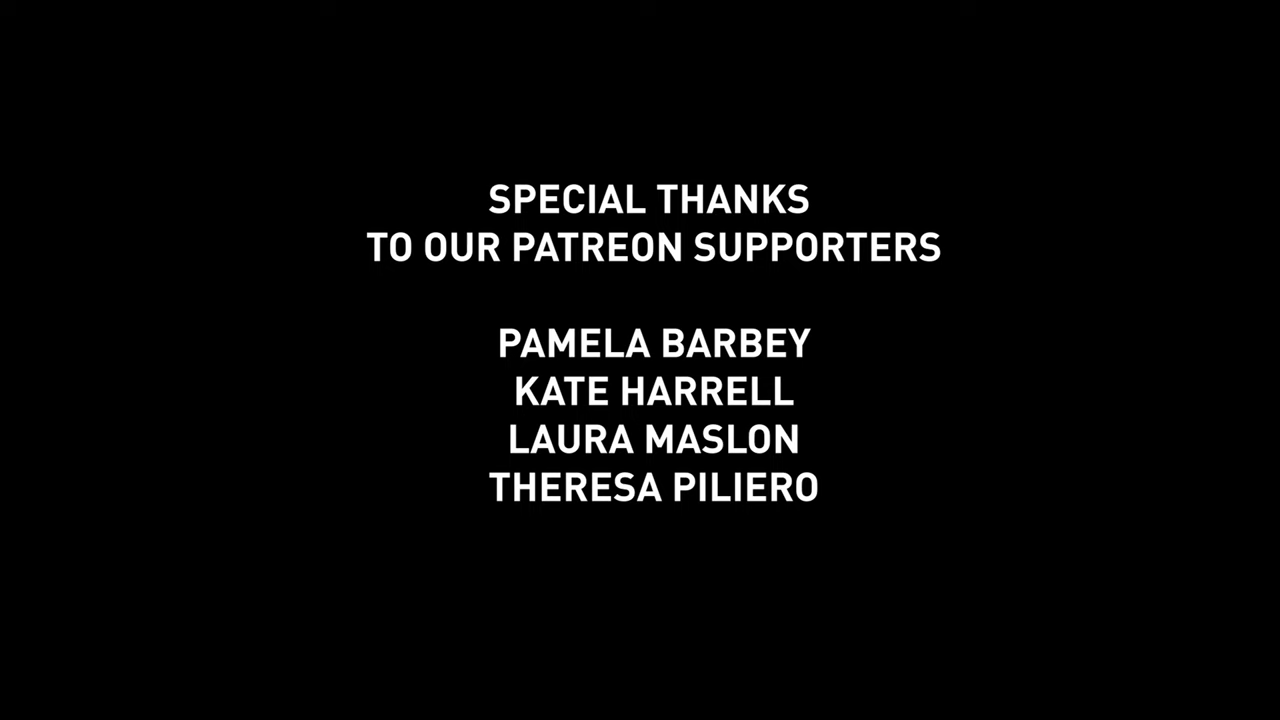 SPECIAL THANKS
TO OUR PATREON SUPPORTERS
PAMELA BARBEY
KATE HARRELL
LAURA MASLON
THERESA PILIERO